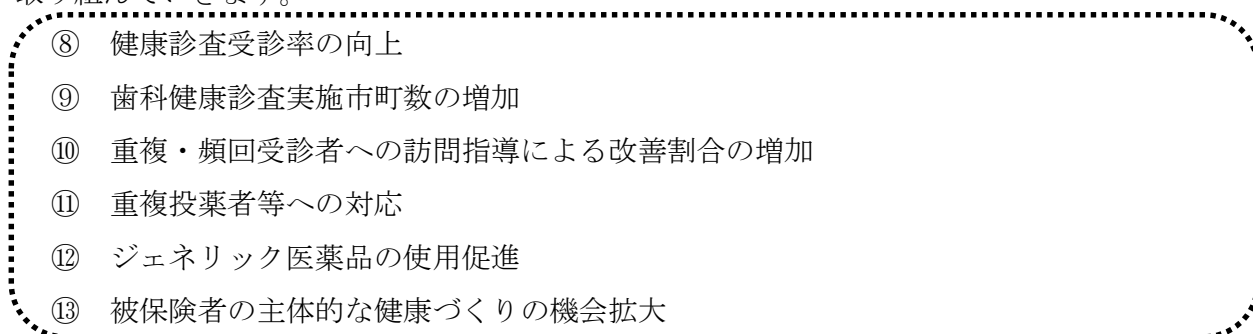 取り組んでいきます。
⑧ 健康診査受診率の向上
⑨ 歯科健康診査実施市町数の増加
⑩ 重複・頻回受診者への訪問指導による改善割合の増加
⑪ 重複投薬者等への対応
⑫ ジェネリック医薬品の使用促進
⑬ 被保険者の主体的な健康づくりの機会拡大